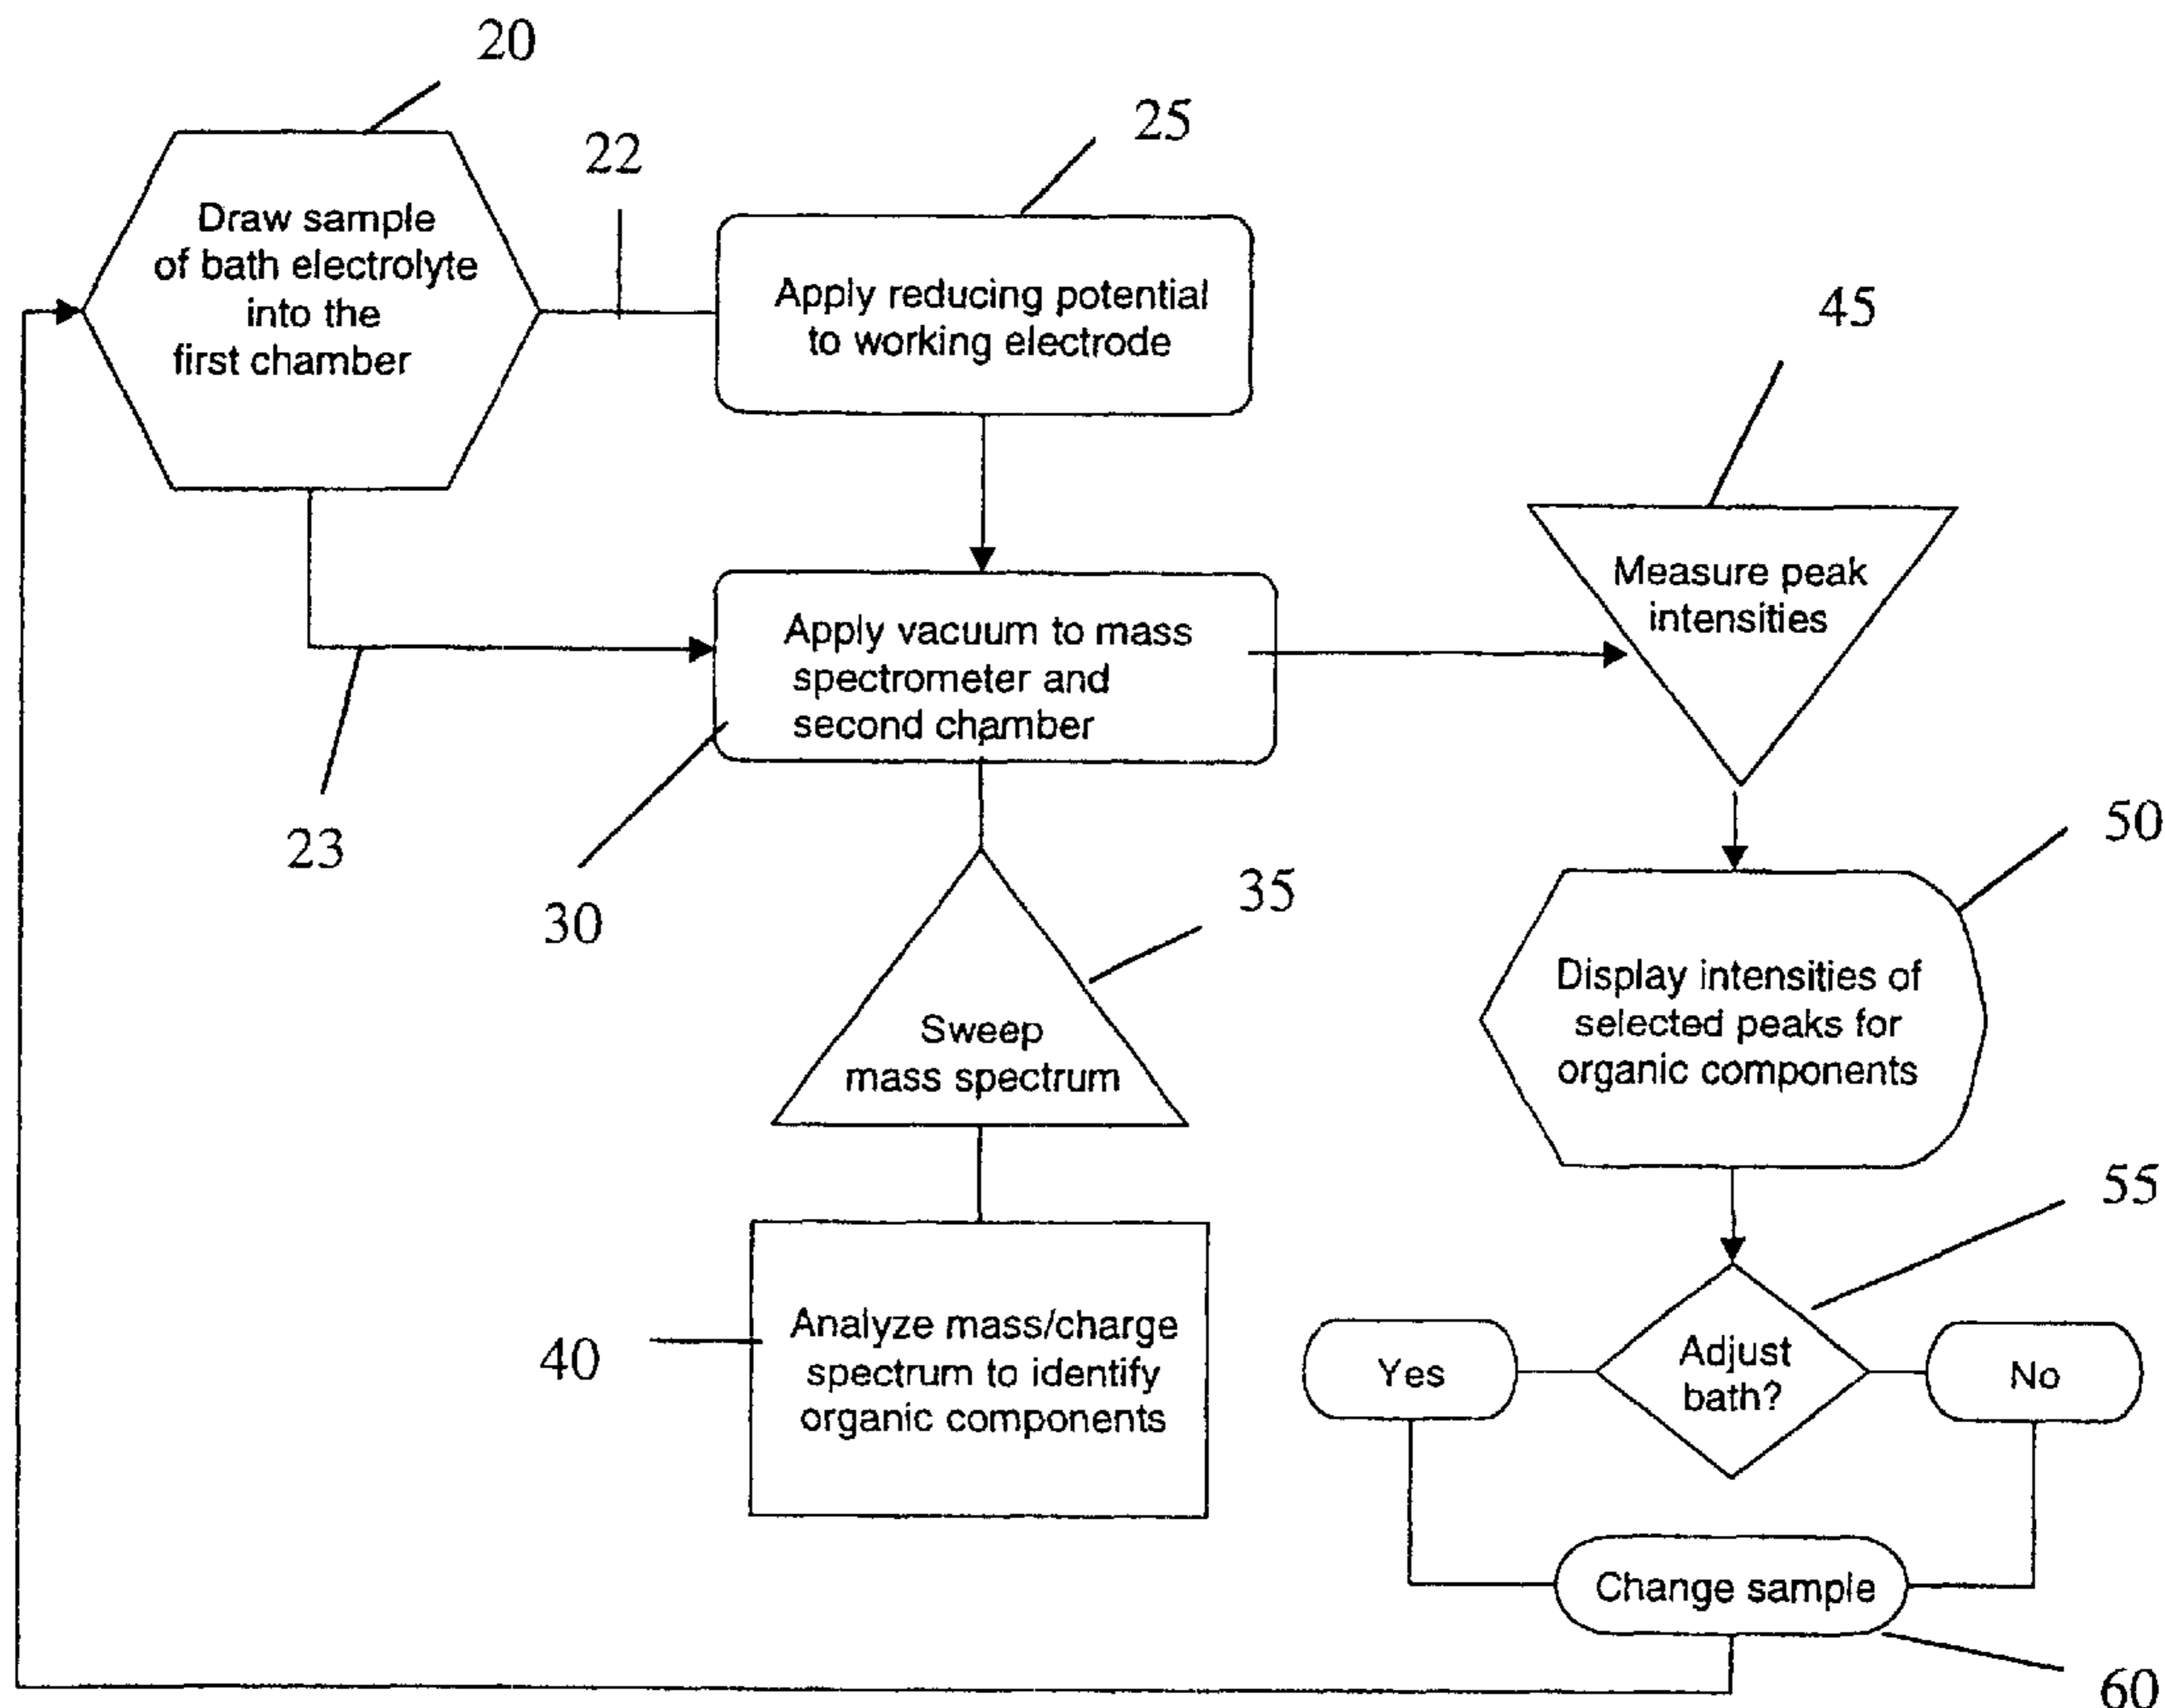 20
22
25
Draw sample
of bath electrolyte
into the
first chamber
Apply reducing potential
to working electrode
45
Measure peak
intensities
Apply vacuum to mass
spectrometer and
second chamber
23
30
35
50
Sweep
mass spectrum
Display intensities of
selected peaks for
organic components
55
40
Analyze mass/charge
spectrum to identify
organic components
Yes
Adjust
bath?
No
Change sample
60